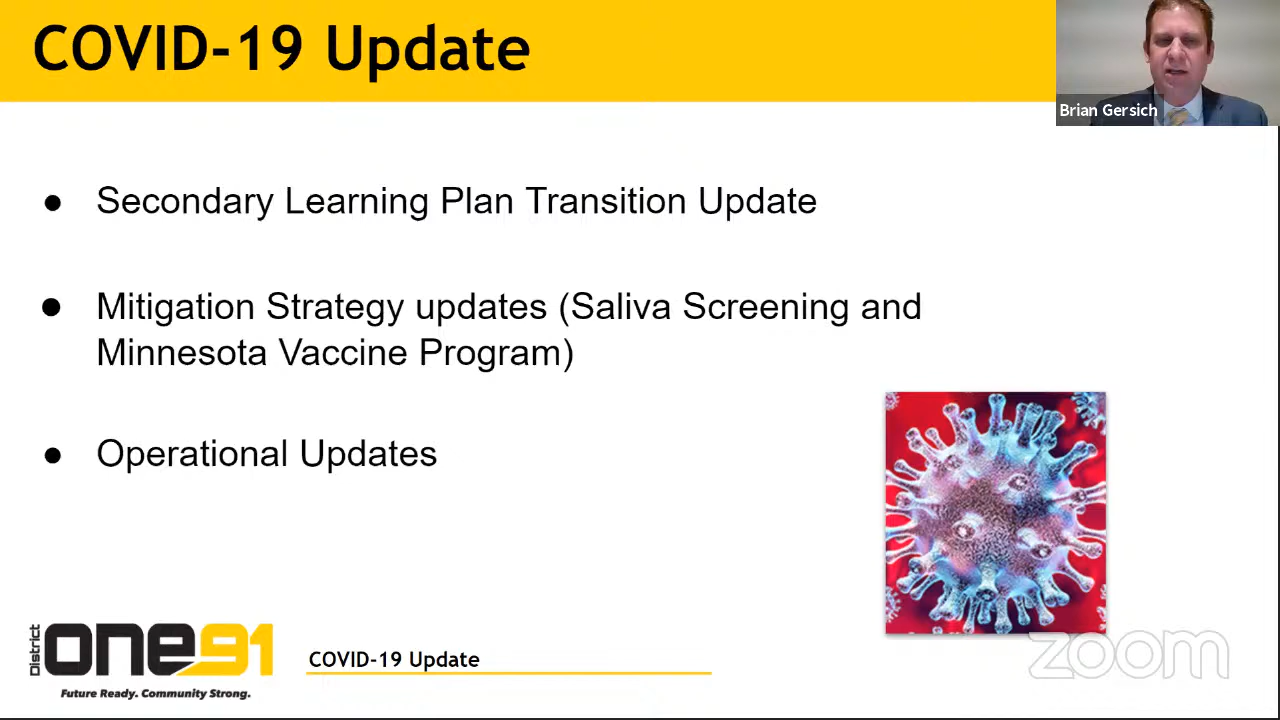 COVID-19 Update
Brian Gersich
● Secondary Learning Plan Transition Update
● Mitigation Strategy updates (Saliva Screening and
Minnesota Vaccine Program)
● Operational Updates
District
one91
Future Ready. Community Strong.
COVID-19 Update
zoom